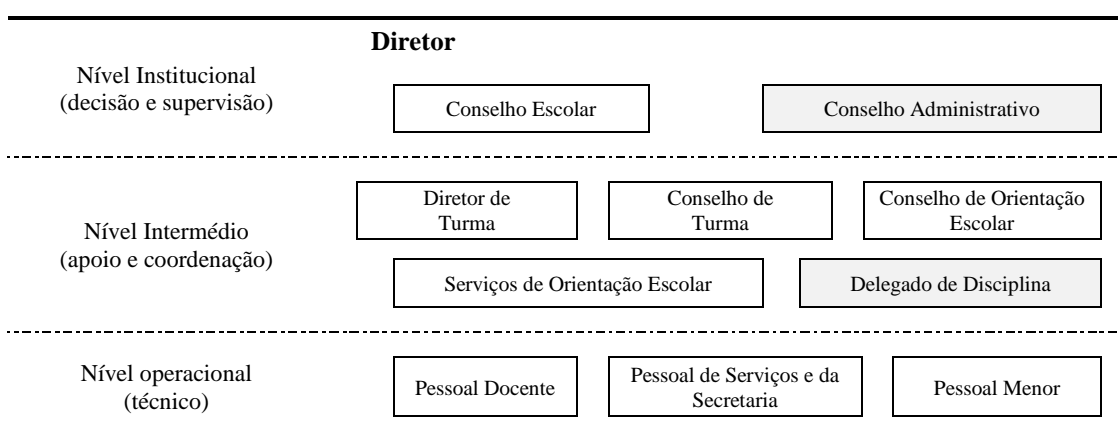 Diretor
Nível Institucional
(decisão e supervisão)
Conselho Escolar
Conselho Administrativo
Nível Intermédio
(apoio e coordenação)
Diretor de
Turma
Conselho de
Turma
Conselho de Orientação
Escolar
Serviços de Orientação Escolar
Delegado de Disciplina
Nível operacional
(técnico)
Pessoal Docente
Pessoal de Serviços e da
Secretaria
Pessoal Menor